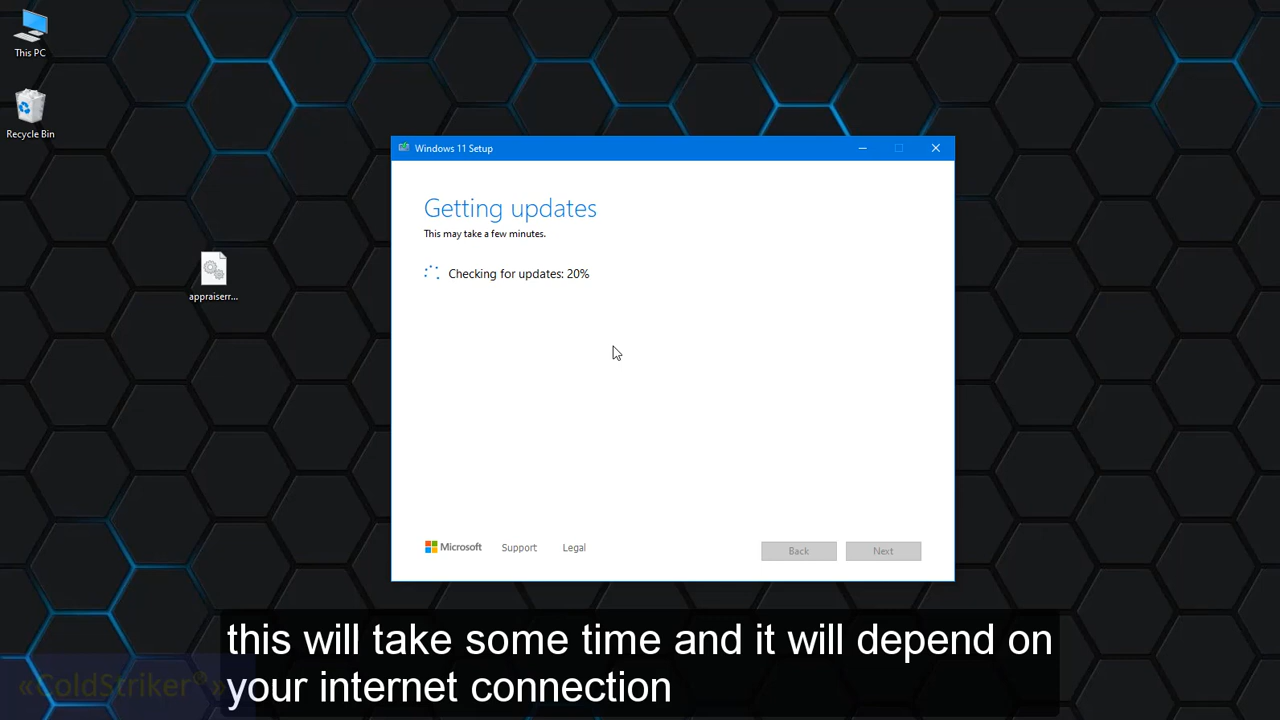 This PC
Recycle Bin
appraiserr...
Windows 11 Setup
Getting updates
This may take a few minutes.
Checking for updates: 20%
Microsoft
Support
Legal
Back
Next
this will take some time and it will depend on
your internet connection
«ColdStriker®»